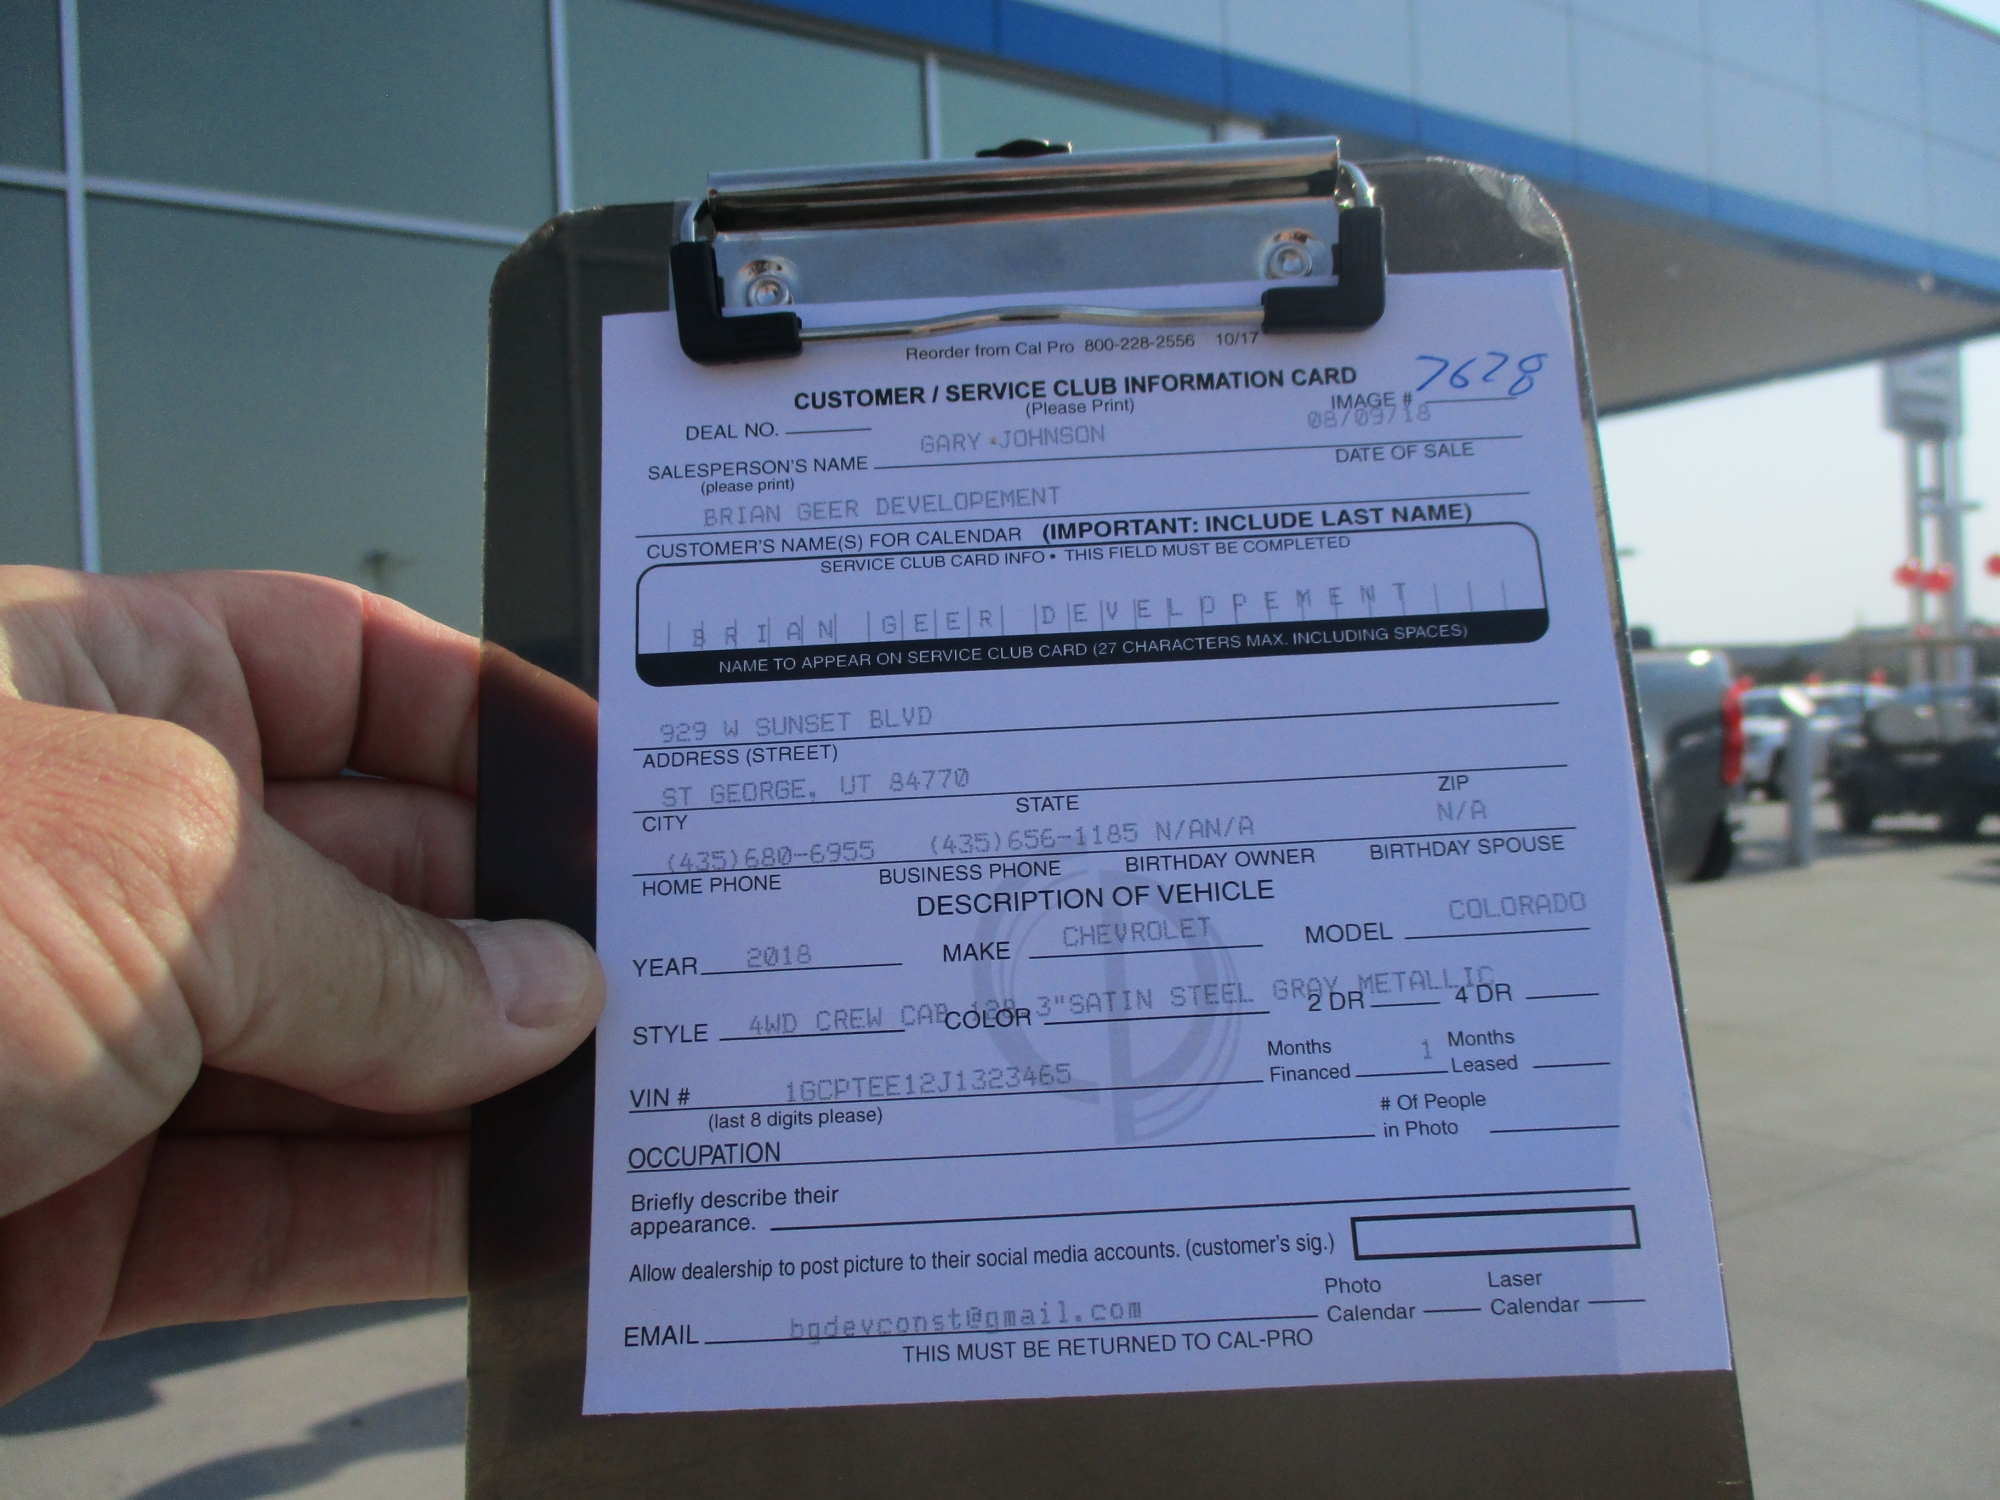 Reorder from Cal Pro 800-228-2556 10/17
CUSTOMER / SERVICE CLUB INFORMATION CARD
(Please Print)
IMAGE # 7628
DEAL NO.
GARY JOHNSON 08/09/18
SALESPERSON'S NAME DATE OF SALE
(please print)
BRIAN GEER DEVELOPEMENT
CUSTOMER'S NAME(S) FOR CALENDAR (IMPORTANT: INCLUDE LAST NAME)
SERVICE CLUB CARD INFO • THIS FIELD MUST BE COMPLETED
BRIAN GEER DEVELOPEMENT
NAME TO APPEAR ON SERVICE CLUB CARD (27 CHARACTERS MAX. INCLUDING SPACES)
929 W SUNSET BLVD
ADDRESS (STREET)
ST GEORGE, UT 84770
CITY STATE ZIP
(435)680-6955 (435)656-1185 N/AN/A N/A
HOME PHONE BUSINESS PHONE BIRTHDAY OWNER BIRTHDAY SPOUSE
DESCRIPTION OF VEHICLE
YEAR 2018 MAKE CHEVROLET MODEL COLORADO
STYLE 4WD CREW CAB 128.3" COLOR SATIN STEEL GRAY METALLIC 2 DR 4 DR
VIN # 1GCPTEE12J1323465 Months Financed 1 Months Leased
(last 8 digits please)
OCCUPATION # Of People in Photo
Briefly describe their
appearance.
Allow dealership to post picture to their social media accounts. (customer's sig.)
EMAIL bgdevconst@gmail.com Photo Calendar Laser Calendar
THIS MUST BE RETURNED TO CAL-PRO